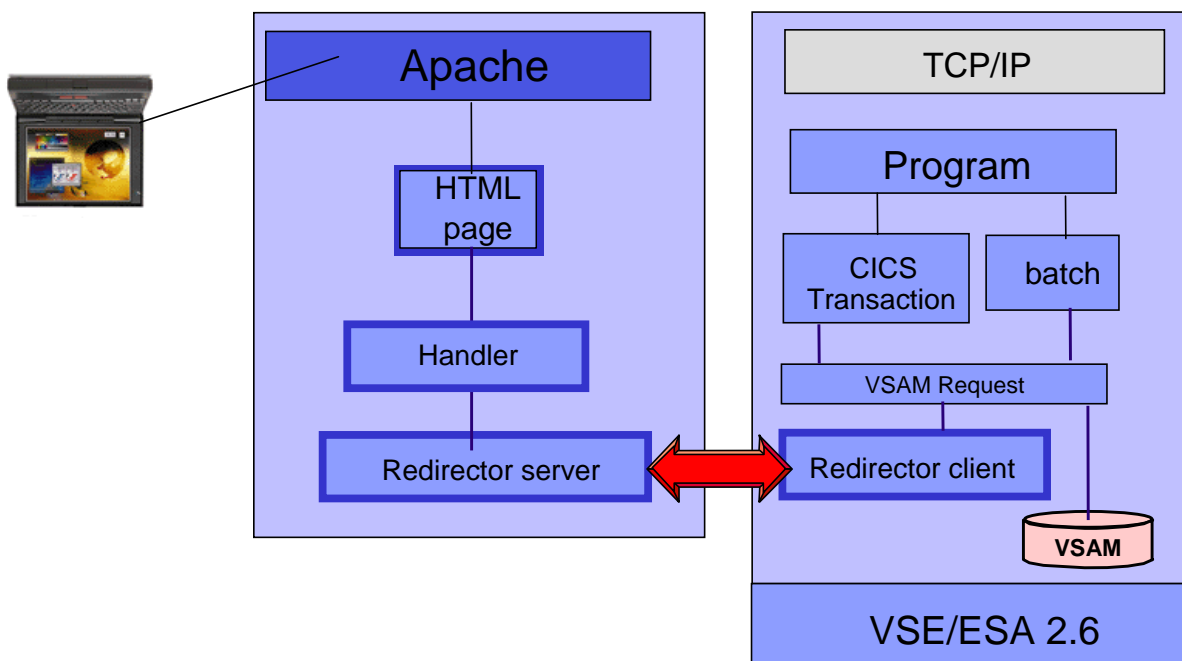 Apache
HTML
page
Handler
Redirector server
TCP/IP
Program
CICS
Transaction
batch
VSAM Request
Redirector client
VSAM
VSE/ESA 2.6